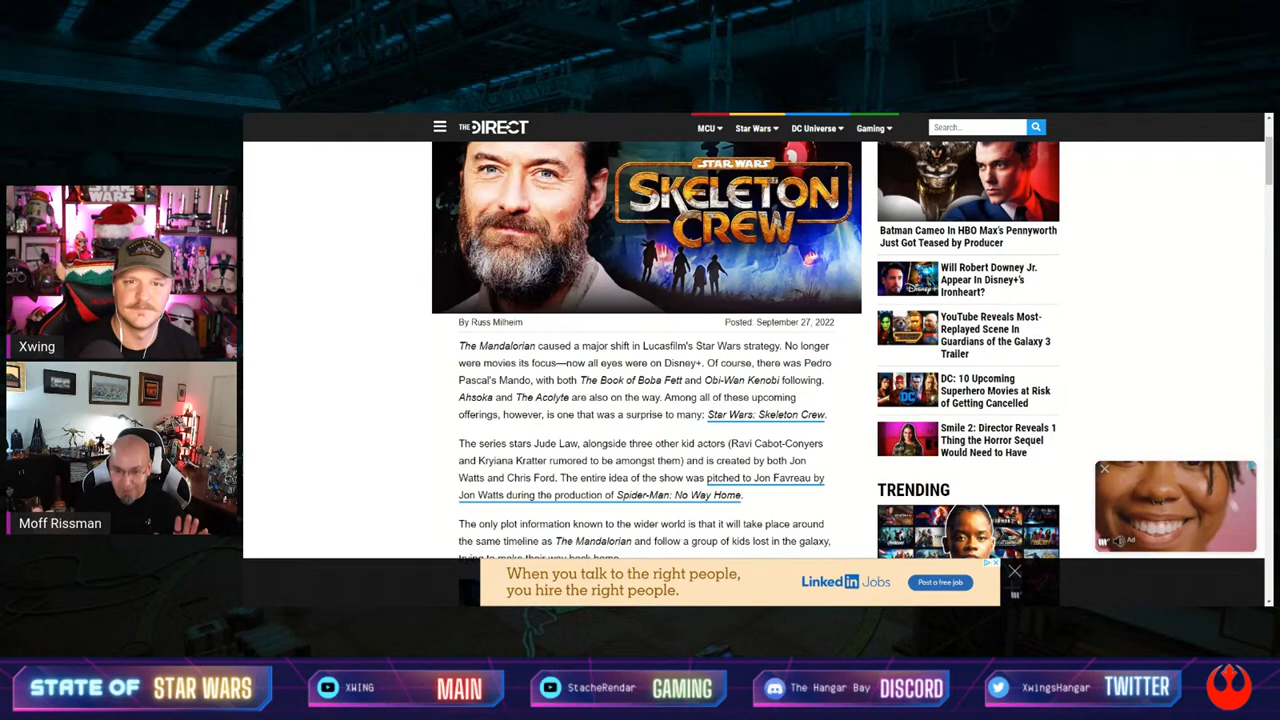 THE DIRECT
MCU
Star Wars
DC Universe
Gaming
Search...
STAR WARS
SKELETON
CREW
By Russ Milheim
Posted: September 27, 2022
The Mandalorian caused a major shift in Lucasfilm's Star Wars strategy. No longer
were movies its focus—now all eyes were on Disney+. Of course, there was Pedro
Pascal's Mando, with both The Book of Boba Fett and Obi-Wan Kenobi following.
Ahsoka and The Acolyte are also on the way. Among all of these upcoming
offerings, however, is one that was a surprise to many: Star Wars: Skeleton Crew.
The series stars Jude Law, alongside three other kid actors (Ravi Cabot-Conyers
and Kryiana Kratter rumored to be amongst them) and is created by both Jon
Watts and Chris Ford. The entire idea of the show was pitched to Jon Favreau by
Jon Watts during the production of Spider-Man: No Way Home.
The only plot information known to the wider world is that it will take place around
the same timeline as The Mandalorian and follow a group of kids lost in the galaxy,
trying to make their way back home.
Batman Cameo In HBO Max's Pennyworth
Just Got Teased by Producer
Will Robert Downey Jr.
Appear In Disney+'s
Ironheart?
YouTube Reveals Most-
Replayed Scene In
Guardians of the Galaxy 3
Trailer
DC: 10 Upcoming
Superhero Movies at Risk
of Getting Cancelled
Smile 2: Director Reveals 1
Thing the Horror Sequel
Would Need to Have
TRENDING
Ad
When you talk to the right people,
you hire the right people.
Linked in Jobs
Post a free job
STAR
WARS
Xwing
Moff Rissman
STATE OF STAR WARS
XWING MAIN
StacheRendar GAMING
The Hangar Bay DISCORD
XwingsHangar TWITTER